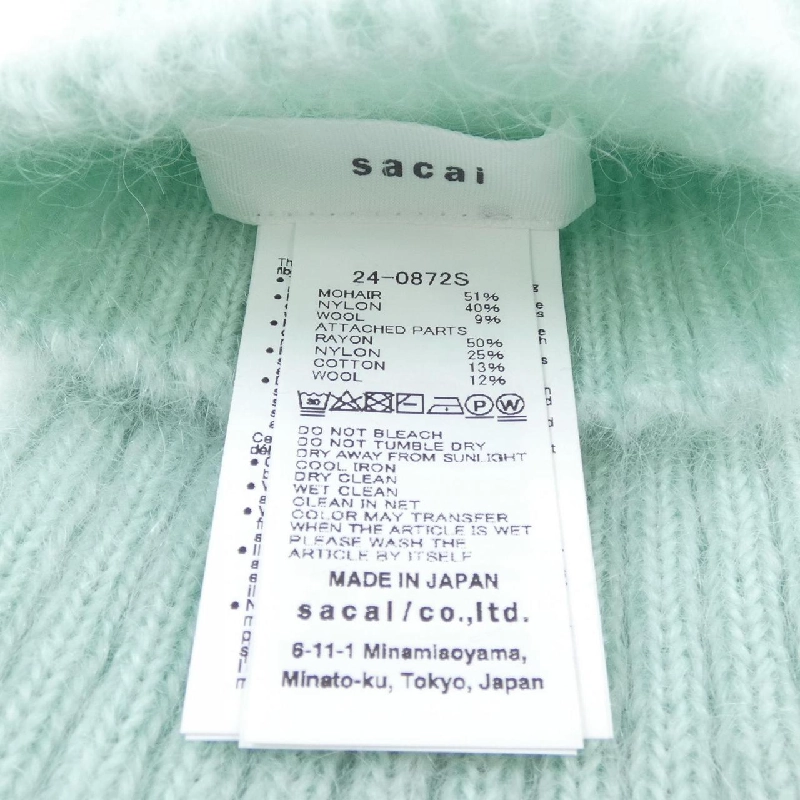 sacai
24-0872S
MOHAIR 51%
NYLON 40%
WOOL 9%
ATTACHED PARTS
RAYON 50%
NYLON 25%
COTTON 13%
WOOL 12%
30 P W
DO NOT BLEACH
DO NOT TUMBLE DRY
DRY AWAY FROM SUNLIGHT
COOL IRON
DRY CLEAN
WET CLEAN
CLEAN IN NET
COLOR MAY TRANSFER
WHEN THE ARTICLE IS WET
PLEASE WASH THE
ARTICLE BY ITSELF
MADE IN JAPAN
sacai/co.,ltd.
6-11-1 Minamiaoyama,
Minato-ku, Tokyo, Japan